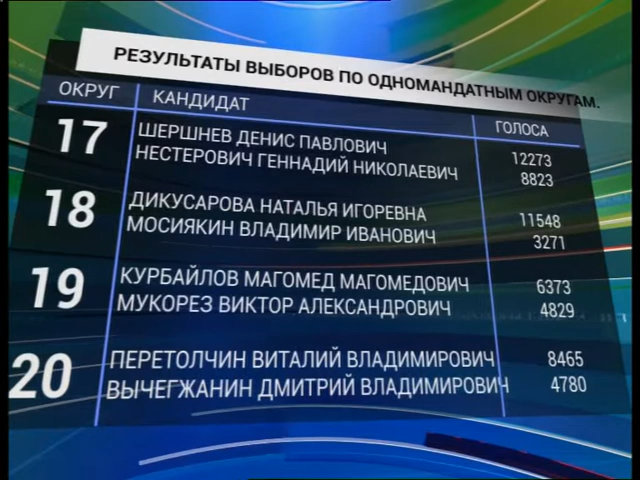 РЕЗУЛЬТАТЫ ВЫБОРОВ ПО ОДНОМАНДАТНЫМ ОКРУГАМ.
ОКРУГ КАНДИДАТ ГОЛОСА
17 ШЕРШНЕВ ДЕНИС ПАВЛОВИЧ 12273
НЕСТЕРОВИЧ ГЕННАДИЙ НИКОЛАЕВИЧ 8823
18 ДИКУСАРОВА НАТАЛЬЯ ИГОРЕВНА 11548
МОСИЯКИН ВЛАДИМИР ИВАНОВИЧ 3271
19 КУРБАЙЛОВ МАГОМЕД МАГОМЕДОВИЧ 6373
МУКОРЕЗ ВИКТОР АЛЕКСАНДРОВИЧ 4829
20 ПЕРЕТОЛЧИН ВИТАЛИЙ ВЛАДИМИРОВИЧ 8465
ВЫЧЕГЖАНИН ДМИТРИЙ ВЛАДИМИРОВИЧ 4780